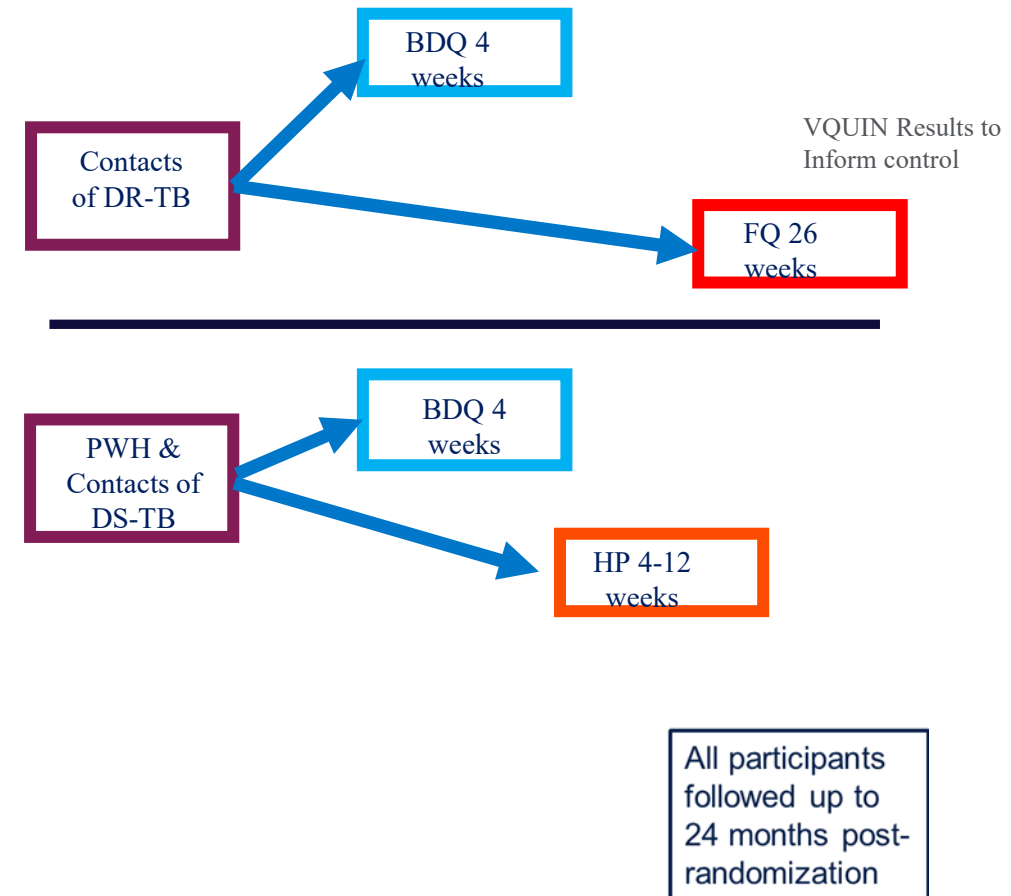 BDQ 4
weeks
VQUIN Results to
Inform control
Contacts
of DR-TB
FQ 26
weeks
BDQ 4
weeks
PWH &
Contacts of
DS-TB
HP 4-12
weeks
All participants
followed up to
24 months post-
randomization